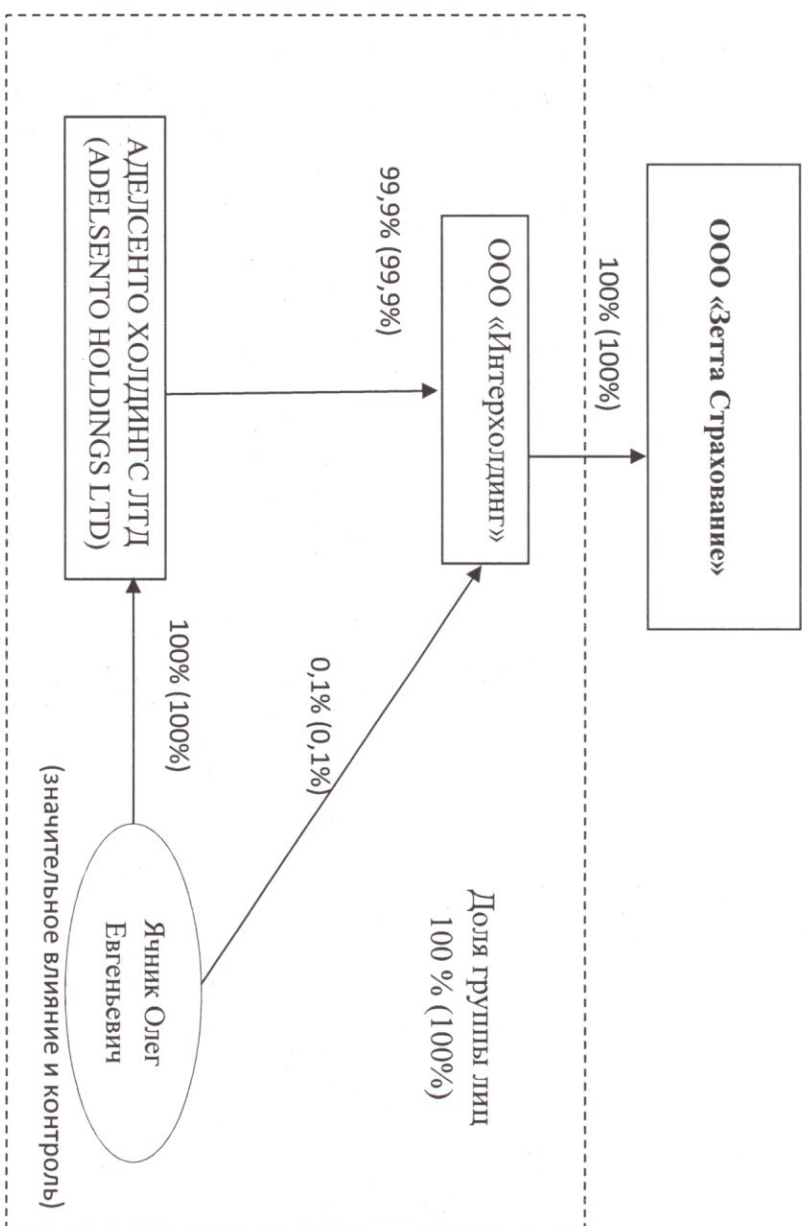 ООО «Зетта Страхование»
100% (100%)
ООО «Интерхолдинг»
99,9% (99,9%)
0,1% (0,1%)
Доля группы лиц
100 % (100%)
АДЕЛСЕНТО ХОЛДИНГС ЛТД
(ADELSENTO HOLDINGS LTD)
100% (100%)
Ячник Олег
Евгеньевич
(значительное влияние и контроль)